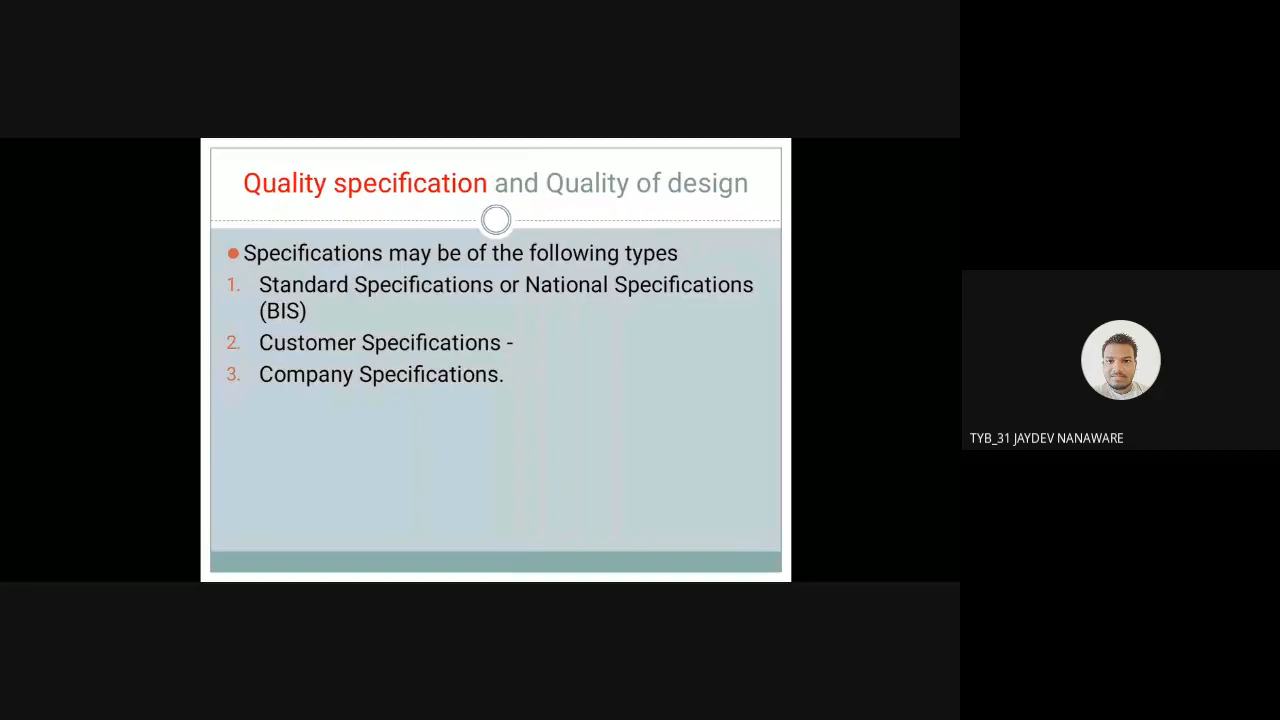 Quality specification and Quality of design
Specifications may be of the following types
1. Standard Specifications or National Specifications
(BIS)
2. Customer Specifications -
3. Company Specifications.
TYB_31 JAYDEV NANAWARE